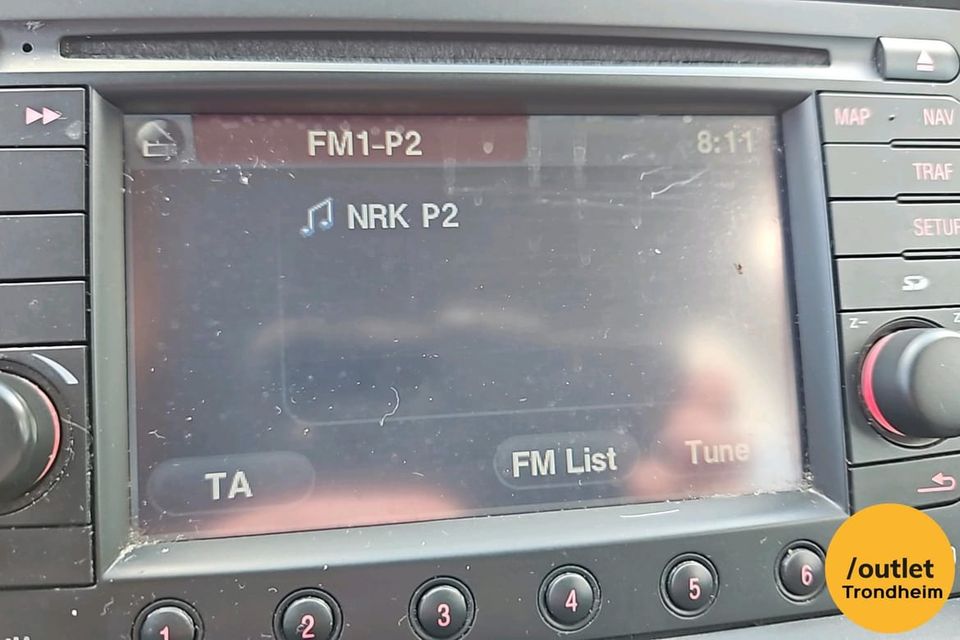 FM1-P2
8:11
MAP
NAV
TRAF
SETUP
NRK P2
Z-
TA
FM List
Tune
1
2
3
4
5
6
/outlet
Trondheim